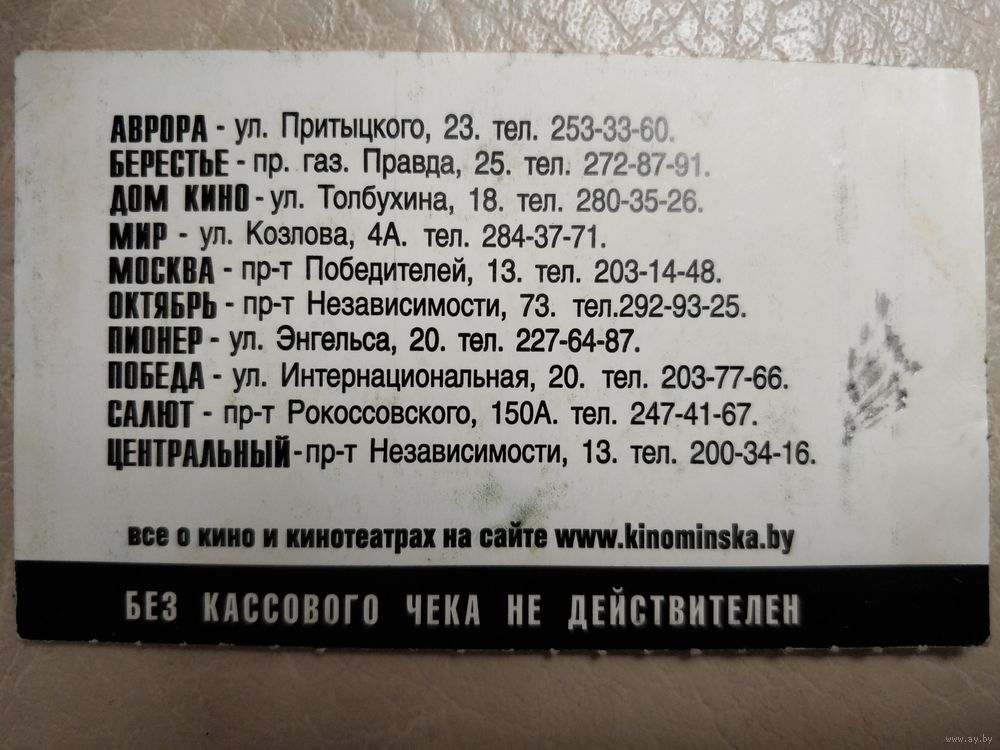 АВРОРА - ул. Притыцкого, 23. тел. 253-33-60.
БЕРЕСТЬЕ - пр. газ. Правда, 25. тел. 272-87-91.
ДОМ КИНО - ул. Толбухина, 18. тел. 280-35-26.
МИР - ул. Козлова, 4А. тел. 284-37-71.
МОСКВА - пр-т Победителей, 13. тел. 203-14-48.
ОКТЯБРЬ - пр-т Независимости, 73. тел.292-93-25.
ПИОНЕР - ул. Энгельса, 20. тел. 227-64-87.
ПОБЕДА - ул. Интернациональная, 20. тел. 203-77-66.
САЛЮТ - пр-т Рокоссовского, 150А. тел. 247-41-67.
ЦЕНТРАЛЬНЫЙ-пр-т Независимости, 13. тел. 200-34-16.
все о кино и кинотеатрах на сайте www.kinominska.by
БЕЗ КАССОВОГО ЧЕКА НЕ ДЕЙСТВИТЕЛЕН
www.ay.by